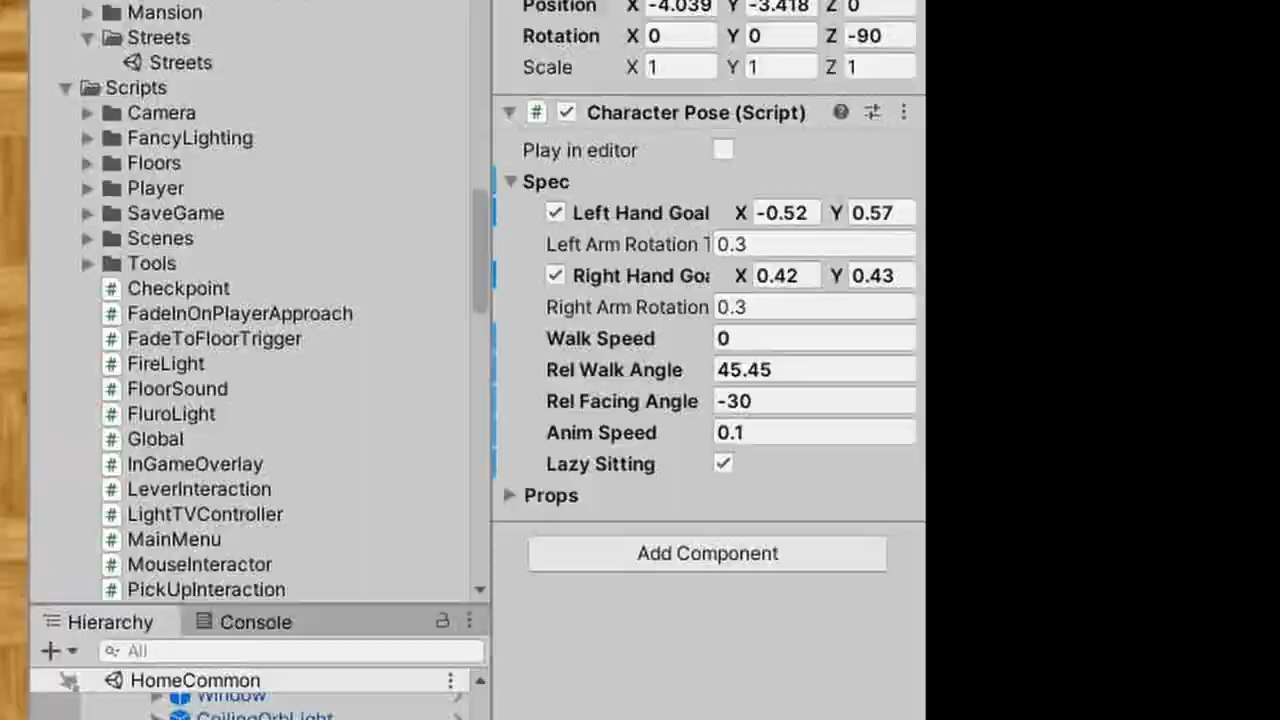 Mansion
Streets
Streets
Scripts
Camera
FancyLighting
Floors
Player
SaveGame
Scenes
Tools
# Checkpoint
# FadeInOnPlayerApproach
# FadeToFloorTrigger
# FireLight
# FloorSound
# FluroLight
# Global
# InGameOverlay
# LeverInteraction
# LightTVController
# MainMenu
# MouseInteractor
# PickUpInteraction
Hierarchy Console
All
HomeCommon
Window
CeilingOrbLight
Position X -4.039 Y -3.418 Z 0
Rotation X 0 Y 0 Z -90
Scale X 1 Y 1 Z 1
# Character Pose (Script)
Play in editor
Spec
Left Hand Goal X -0.52 Y 0.57
Left Arm Rotation T 0.3
Right Hand Goa X 0.42 Y 0.43
Right Arm Rotation 0.3
Walk Speed 0
Rel Walk Angle 45.45
Rel Facing Angle -30
Anim Speed 0.1
Lazy Sitting
Props
Add Component